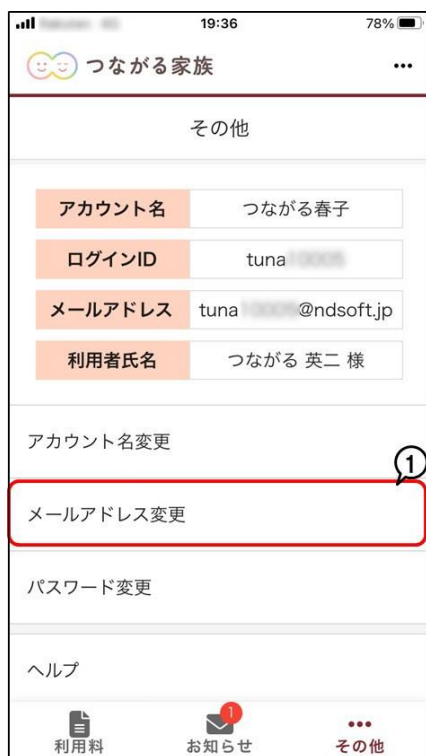 19:36
78%
つながる家族
その他
アカウント名 つながる春子
ログインID tuna
メールアドレス tuna @ndsoft.jp
利用者氏名 つながる 英二 様
アカウント名変更
1
メールアドレス変更
パスワード変更
ヘルプ
1
利用料 お知らせ その他